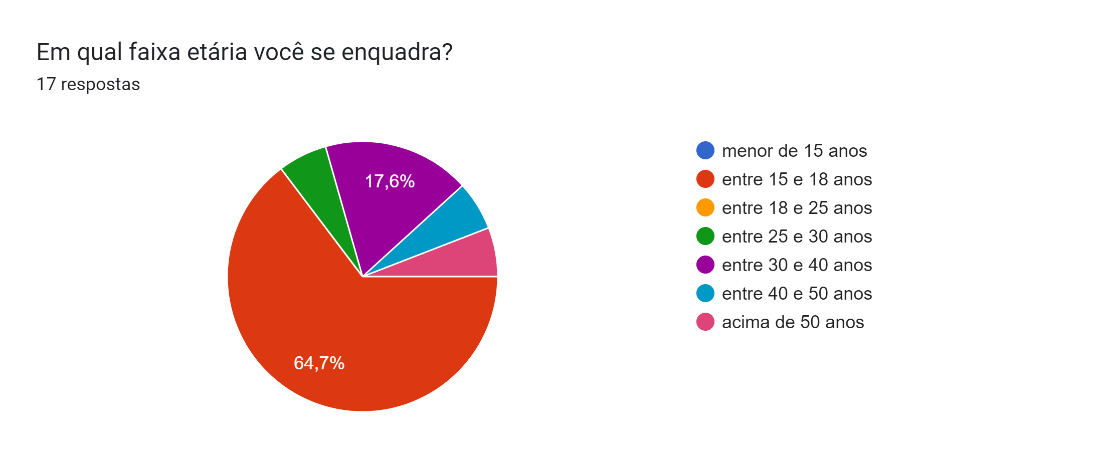 Em qual faixa etária você se enquadra?
17 respostas
17,6%
64,7%
menor de 15 anos
entre 15 e 18 anos
entre 18 e 25 anos
entre 25 e 30 anos
entre 30 e 40 anos
entre 40 e 50 anos
acima de 50 anos